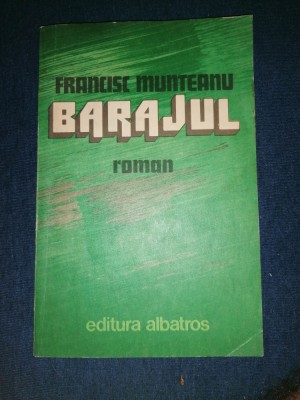 FRANCISC MUNTEANU
BARAJUL
roman
editura albatros